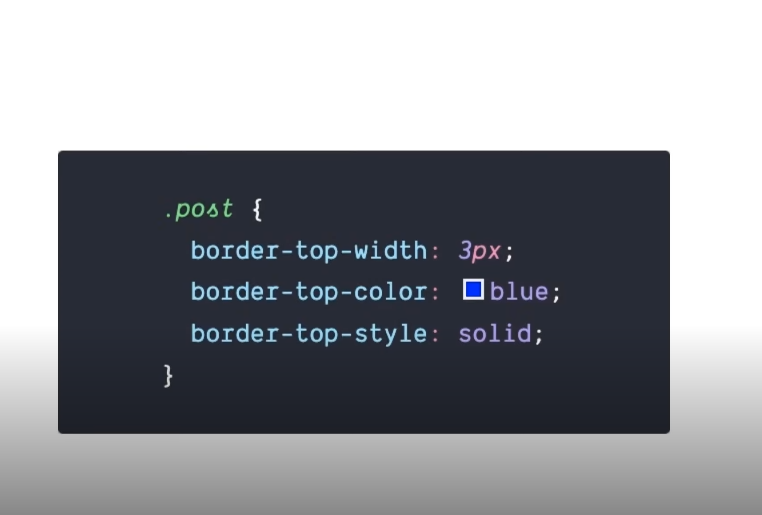 .post {
border-top-width: 3px;
border-top-color: blue;
border-top-style: solid;
}